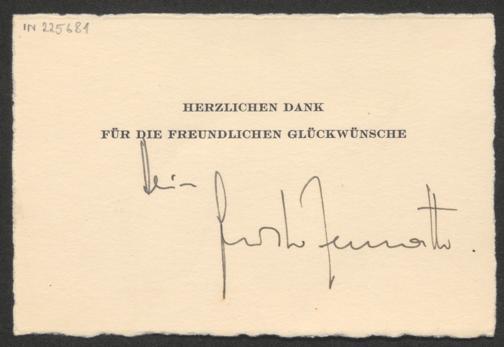 IN 225681
HERZLICHEN DANK
FÜR DIE FREUNDLICHEN GLÜCKWÜNSCHE
Dein